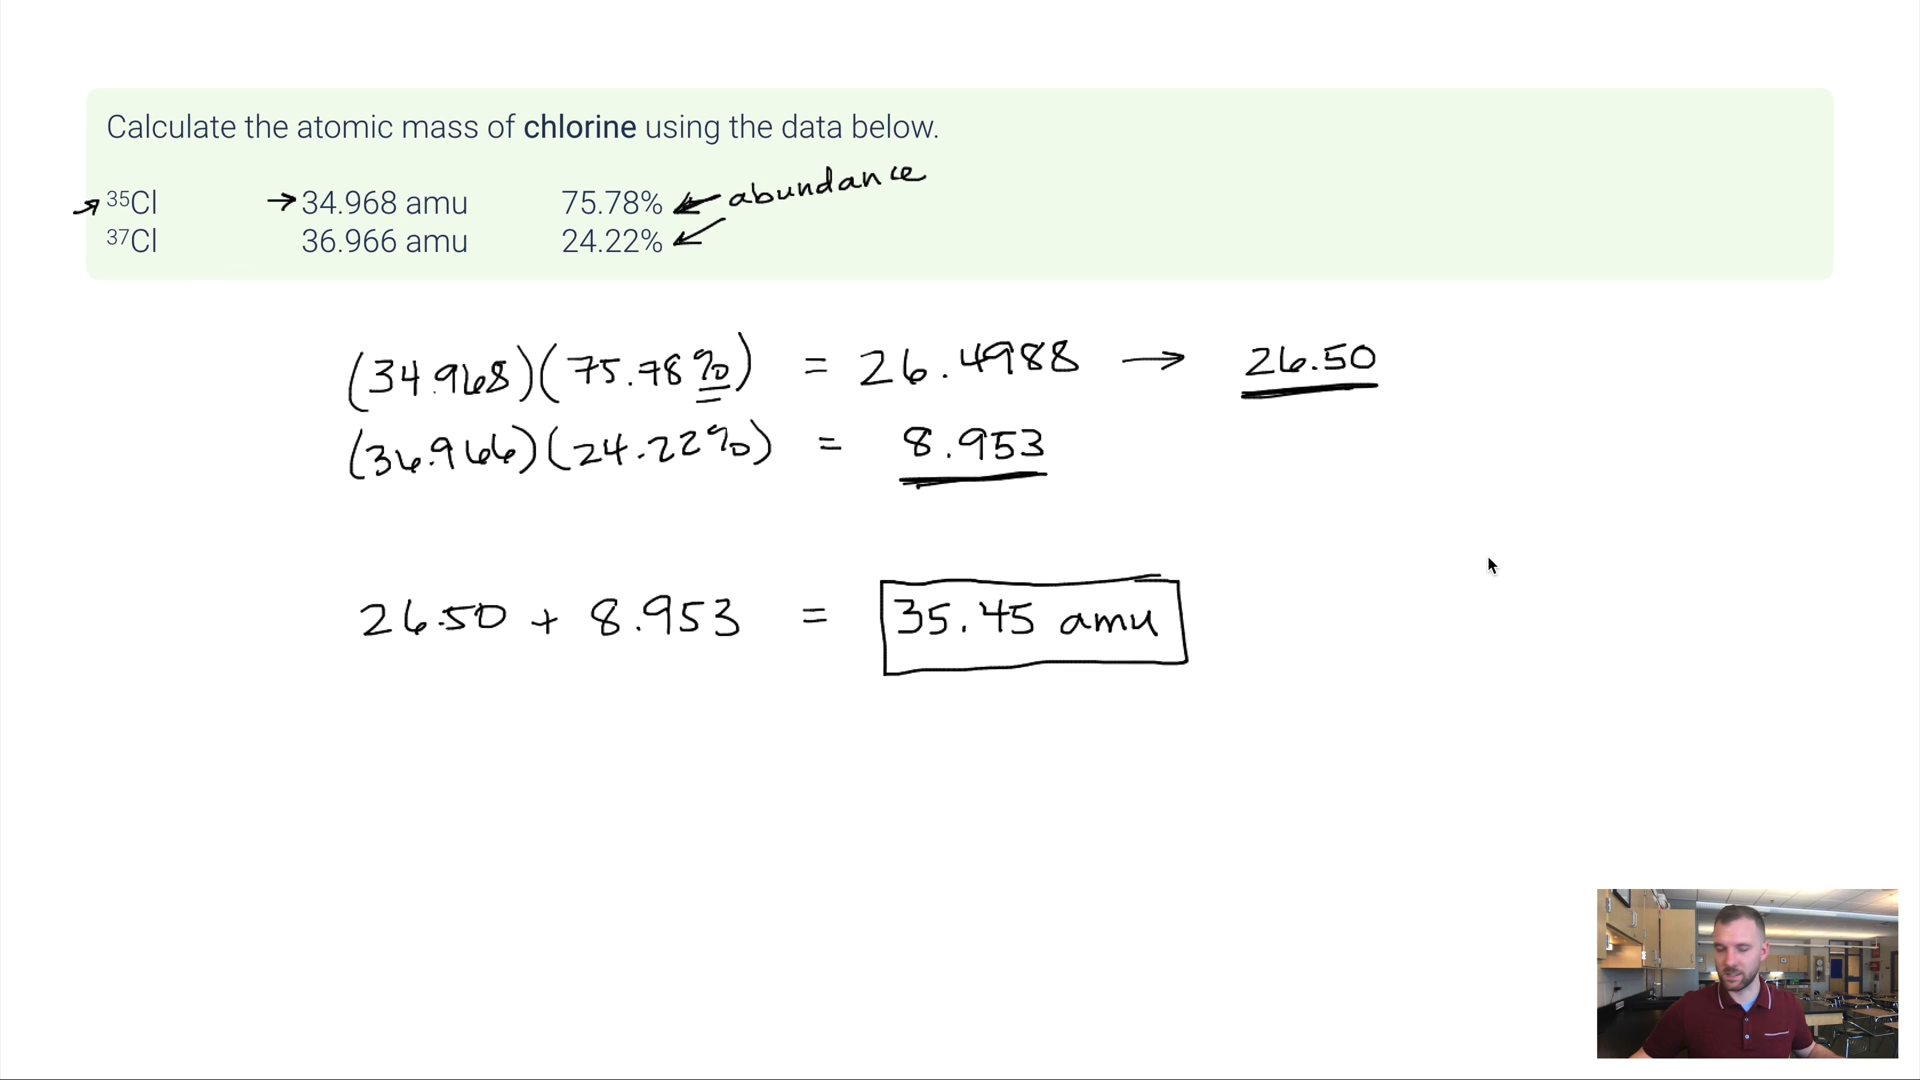 Calculate the atomic mass of chlorine using the data below.
³⁵Cl → 34.968 amu 75.78% ← abundance
³⁷Cl 36.966 amu 24.22% ←
(34.968)(75.78%) = 26.4988 → 26.50
(36.966)(24.22%) = 8.953
26.50 + 8.953 = 35.45 amu